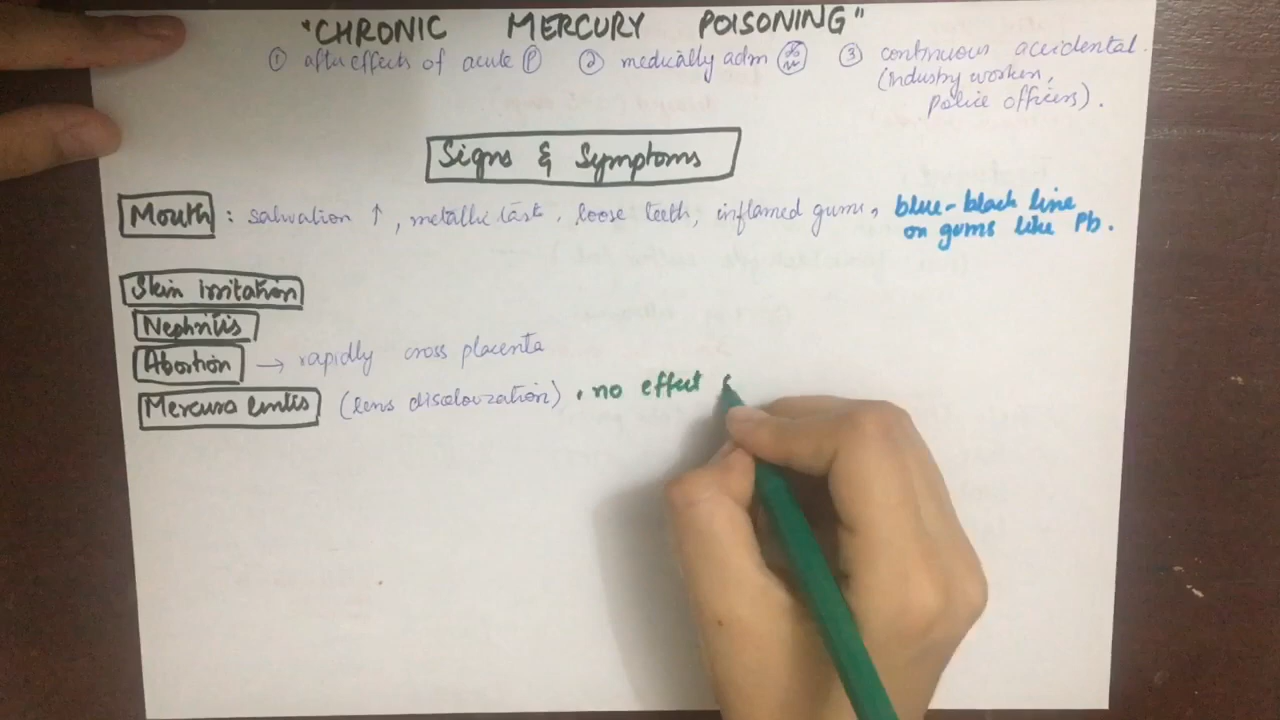 "CHRONIC MERCURY POISONING"
① after effects of acute Ⓟ ② medically adm ③ continuous accidental.
(industry worker,
police officers).
Signs & Symptoms
Mouth : salivation ↑, metallic taste, loose teeth, inflamed gums, blue-black line
on gums like Pb.
Skin irritation
Nephritis
Abortion → rapidly cross placenta
Mercuria lentis (lens discolouration) . no effect